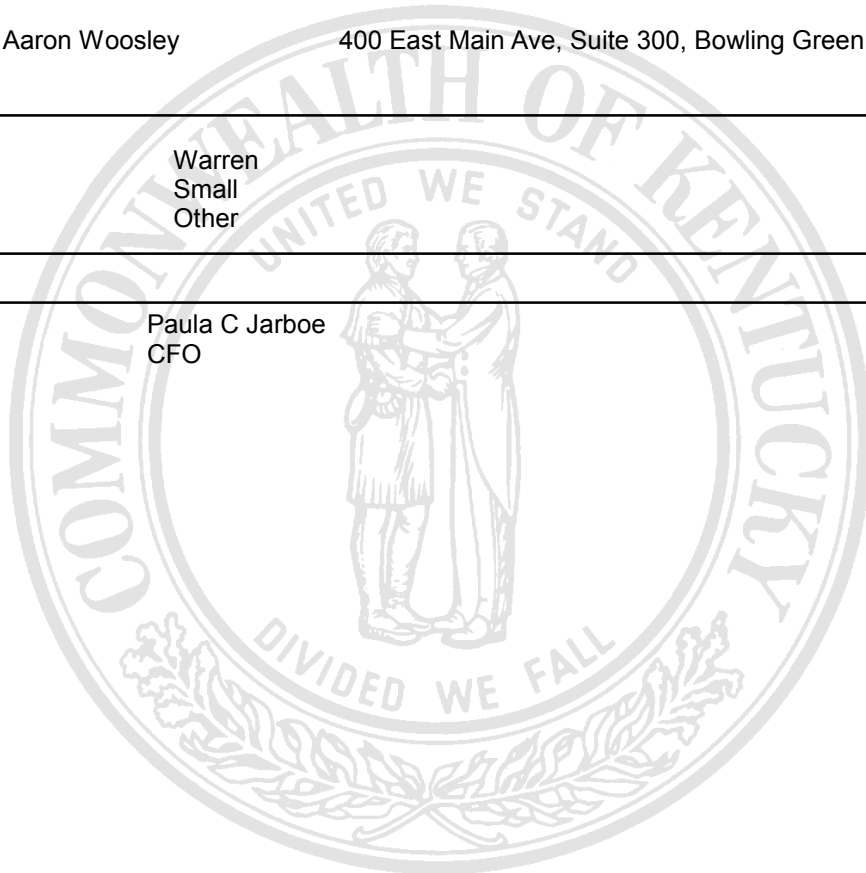 Aaron Woosley 400 East Main Ave, Suite 300, Bowling Green
Warren
Small
Other
Paula C Jarboe
CFO
COMMONWEALTH OF KENTUCKY
UNITED WE STAND
DIVIDED WE FALL